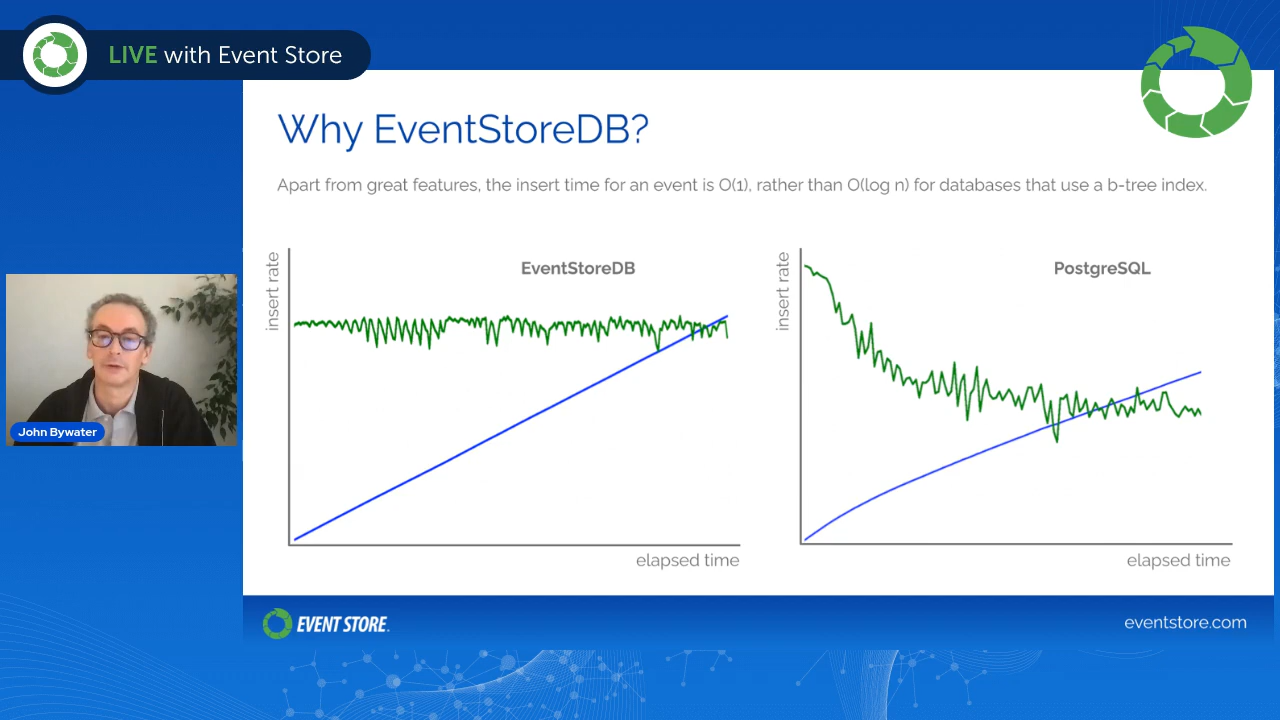 LIVE with Event Store
Why EventStoreDB?
Apart from great features, the insert time for an event is O(1), rather than O(log n) for databases that use a b-tree index.
insert rate
EventStoreDB
elapsed time
insert rate
PostgreSQL
elapsed time
John Bywater
EVENT STORE.
eventstore.com